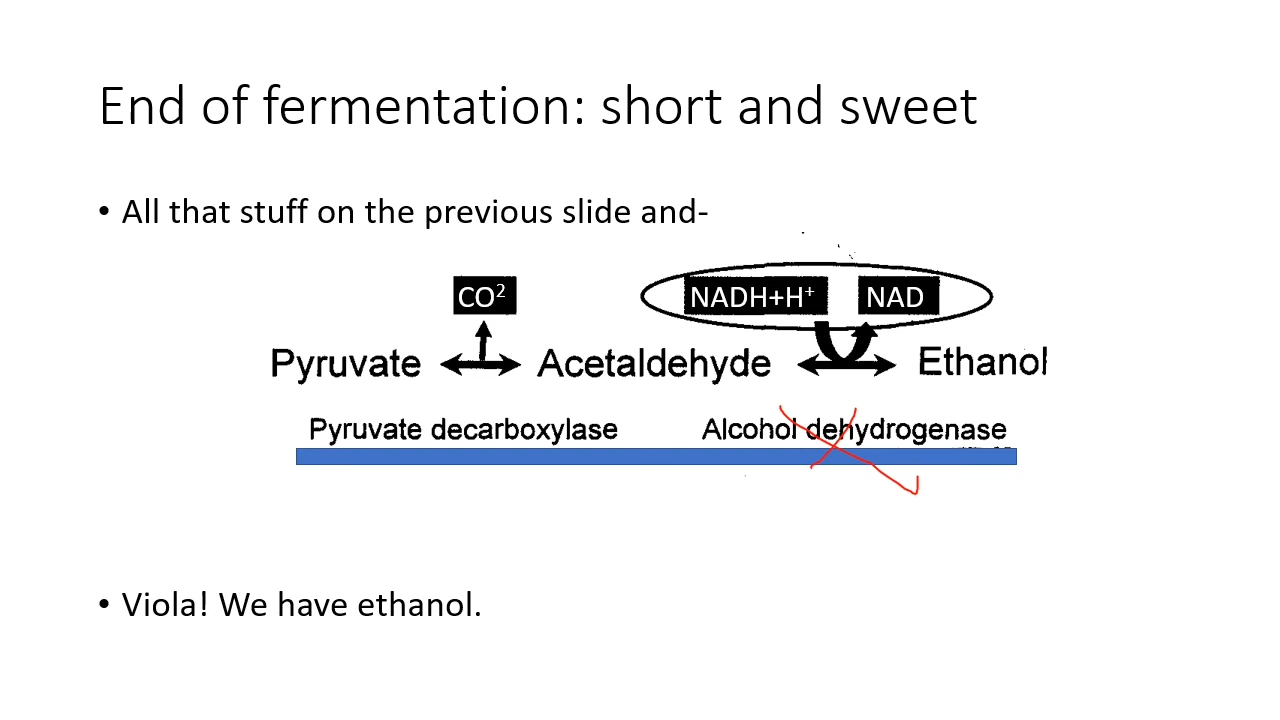 End of fermentation: short and sweet
• All that stuff on the previous slide and-
CO² NADH+H⁺ NAD
Pyruvate Acetaldehyde Ethanol
Pyruvate decarboxylase Alcohol dehydrogenase
• Viola! We have ethanol.